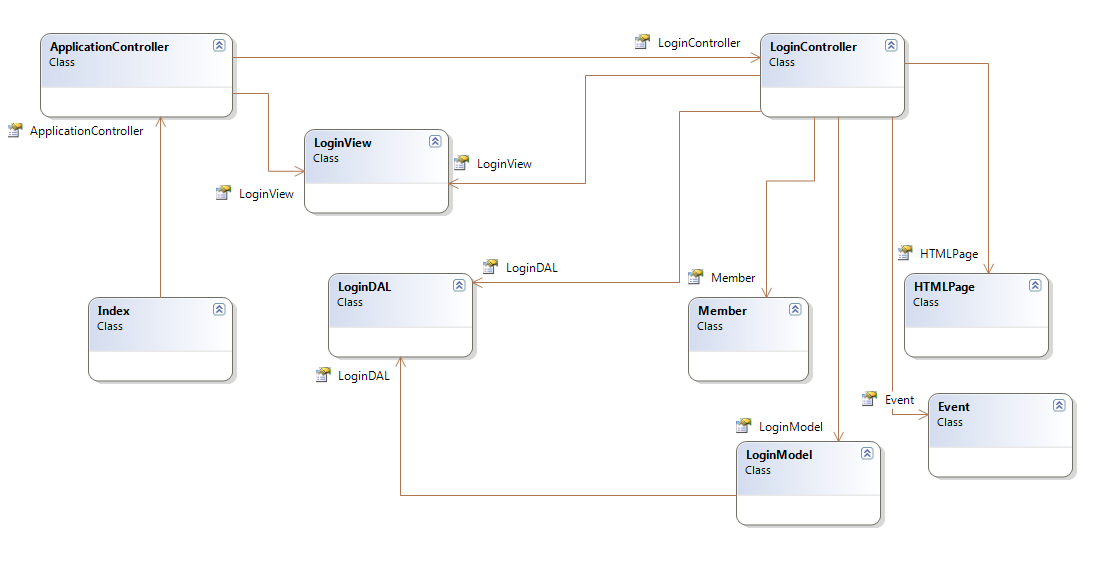 ApplicationController
Class
LoginController
LoginController
Class
ApplicationController
LoginView
Class
LoginView
LoginView
LoginDAL
LoginDAL
Class
Member
HTMLPage
HTMLPage
Class
Index
Class
Member
Class
LoginDAL
Event
Event
Class
LoginModel
LoginModel
Class